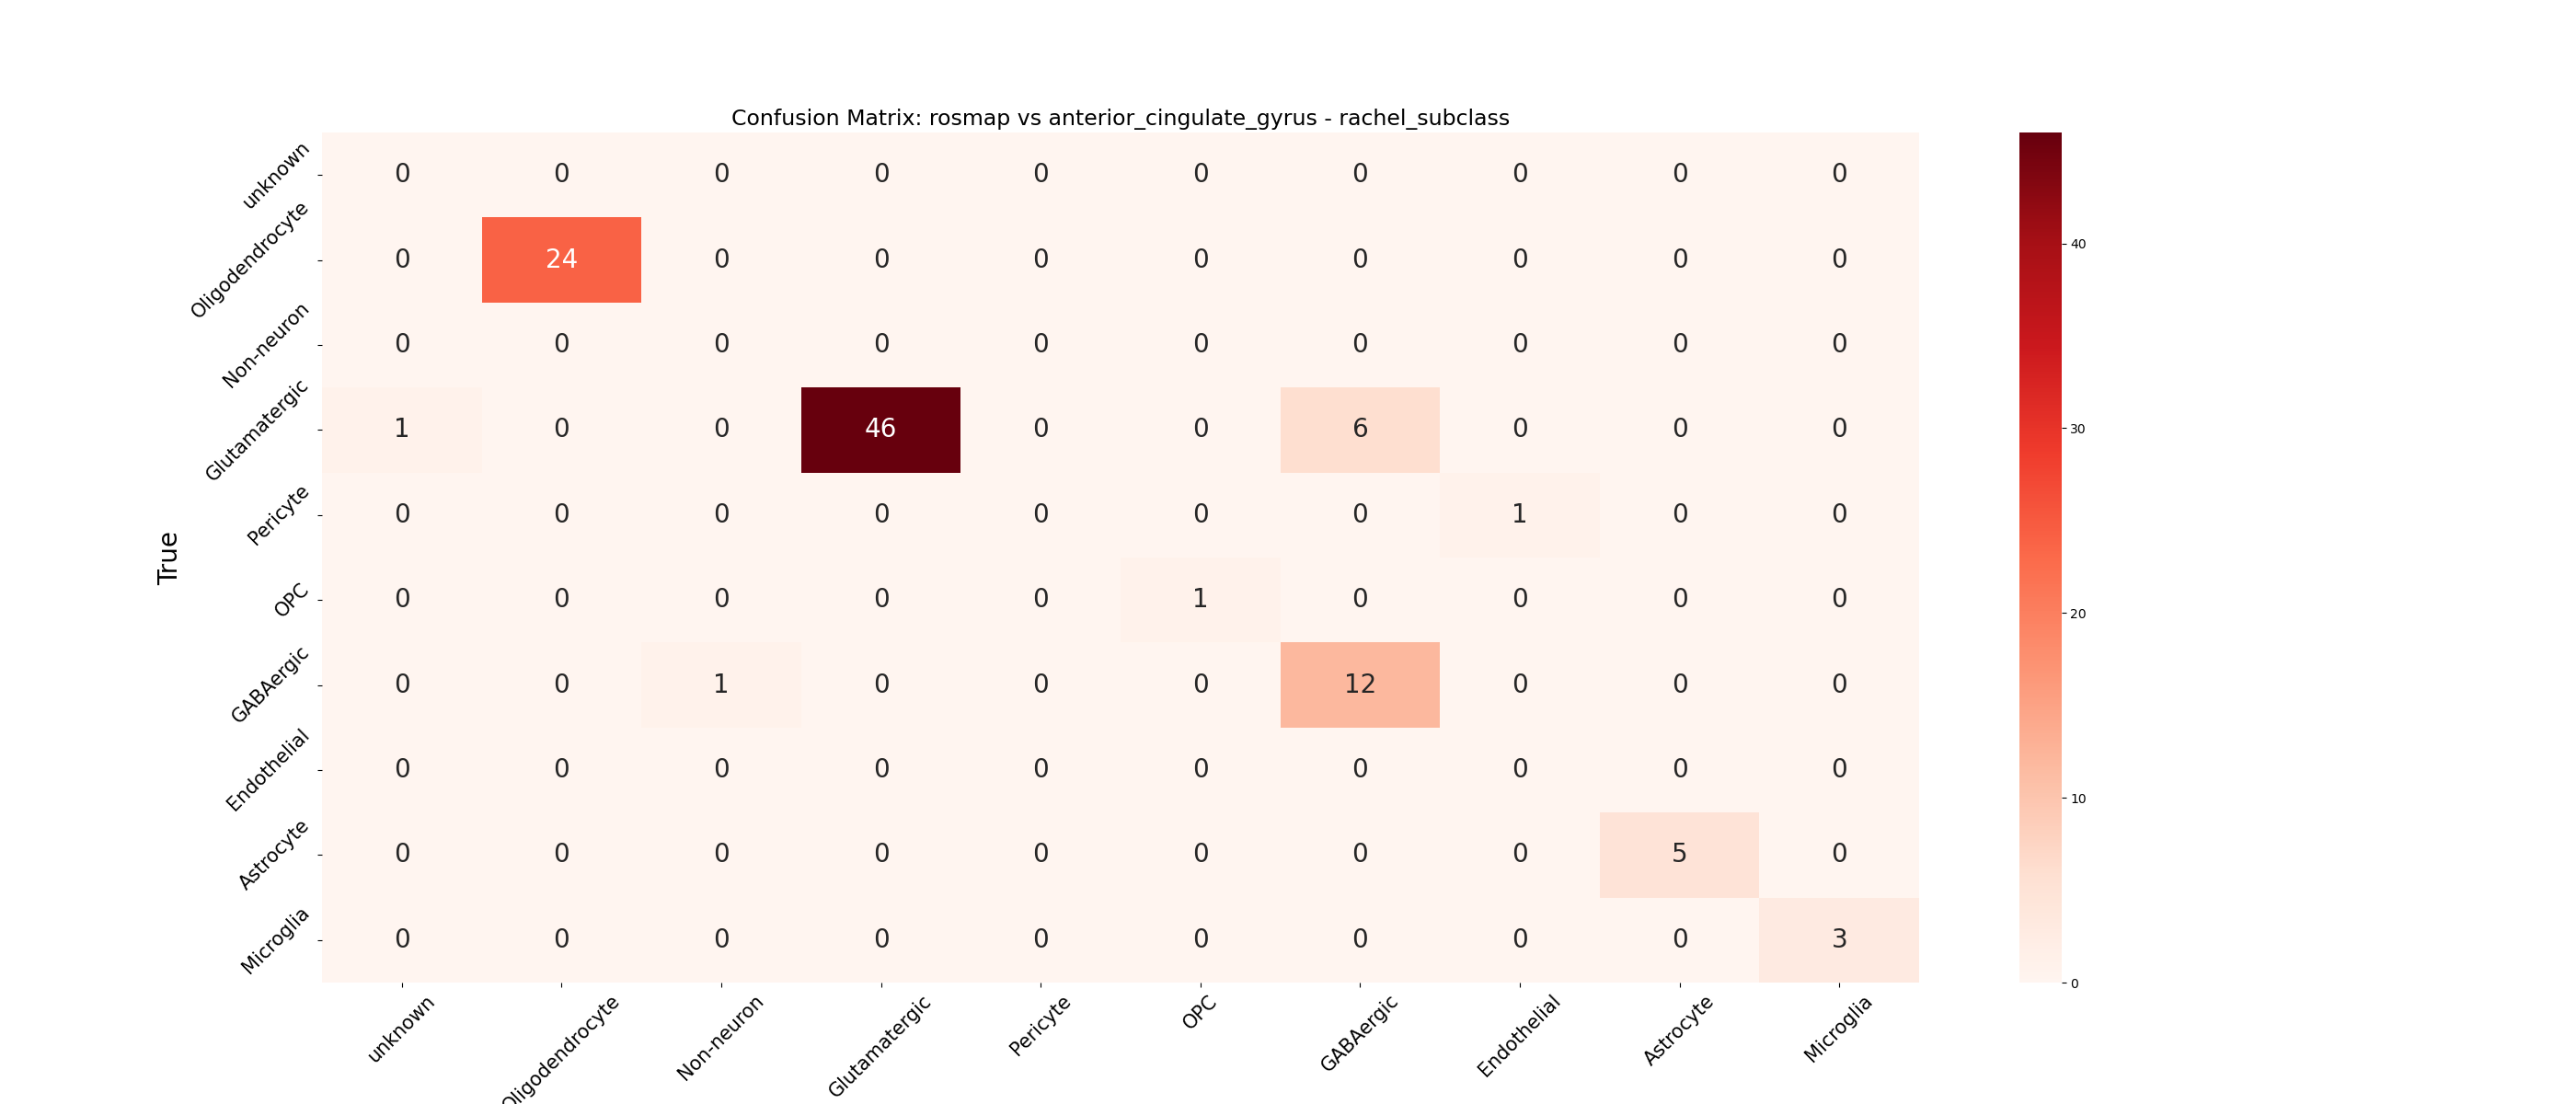 Confusion Matrix: rosmap vs anterior_cingulate_gyrus - rachel_subclass
True
unknown 0 0 0 0 0 0 0 0 0 0
Oligodendrocyte 0 24 0 0 0 0 0 0 0 0
Non-neuron 0 0 0 0 0 0 0 0 0 0
Glutamatergic 1 0 0 46 0 0 6 0 0 0
Pericyte 0 0 0 0 0 0 0 1 0 0
OPC 0 0 0 0 0 1 0 0 0 0
GABAergic 0 0 1 0 0 0 12 0 0 0
Endothelial 0 0 0 0 0 0 0 0 0 0
Astrocyte 0 0 0 0 0 0 0 0 5 0
Microglia 0 0 0 0 0 0 0 0 0 3
unknown Oligodendrocyte Non-neuron Glutamatergic Pericyte OPC GABAergic Endothelial Astrocyte Microglia
40
30
20
10
0